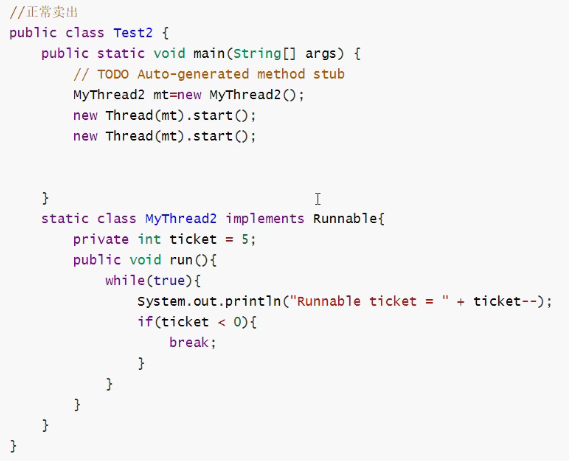 //正常卖出
public class Test2 {
    public static void main(String[] args) {
        // TODO Auto-generated method stub
        MyThread2 mt=new MyThread2();
        new Thread(mt).start();
        new Thread(mt).start();
    }
    static class MyThread2 implements Runnable{
        private int ticket = 5;
        public void run(){
            while(true){
                System.out.println("Runnable ticket = " + ticket--);
                if(ticket < 0){
                    break;
                }
            }
        }
    }
}